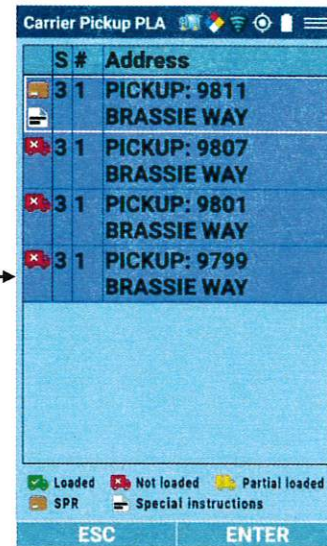 Carrier Pickup PLA
S # Address
3 1 PICKUP: 9811
BRASSIE WAY
3 1 PICKUP: 9807
BRASSIE WAY
3 1 PICKUP: 9801
BRASSIE WAY
3 1 PICKUP: 9799
BRASSIE WAY
Loaded Not loaded Partial loaded
SPR Special instructions
ESC ENTER